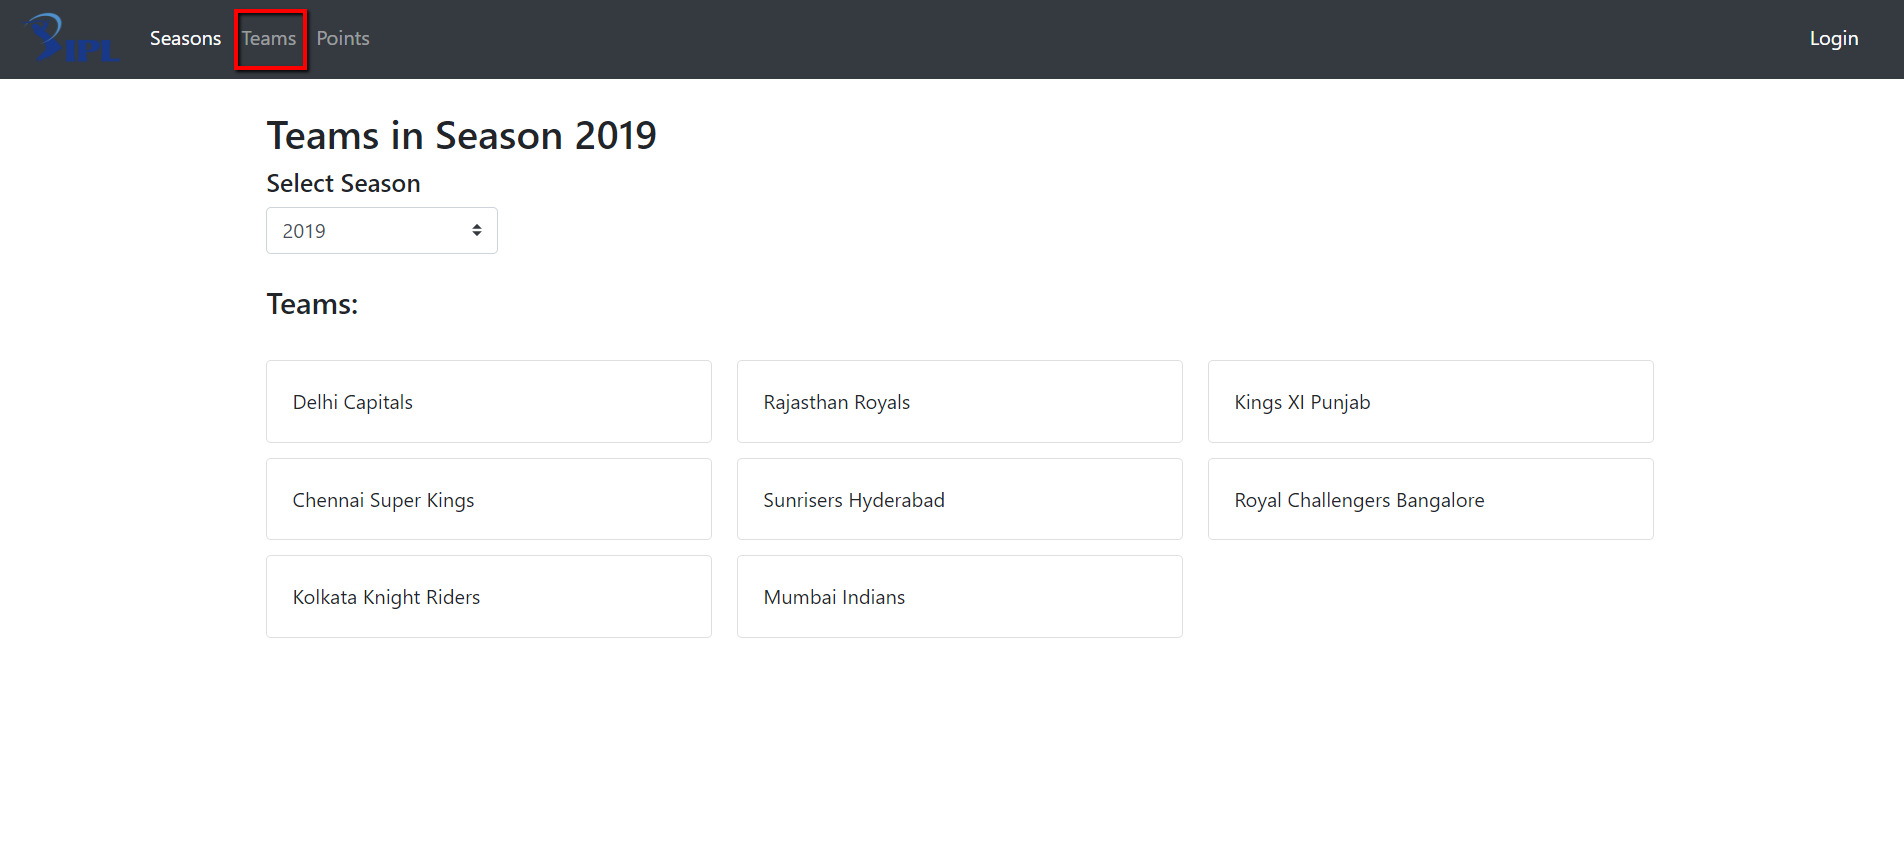 IPL Seasons Teams Points Login
Teams in Season 2019
Select Season
2019
Teams:
Delhi Capitals Rajasthan Royals Kings XI Punjab
Chennai Super Kings Sunrisers Hyderabad Royal Challengers Bangalore
Kolkata Knight Riders Mumbai Indians